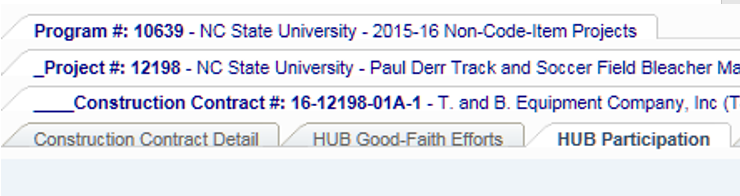 Program #: 10639 - NC State University - 2015-16 Non-Code-Item Projects
_Project #: 12198 - NC State University - Paul Derr Track and Soccer Field Bleacher Ma
____Construction Contract #: 16-12198-01A-1 - T. and B. Equipment Company, Inc (T
Construction Contract Detail HUB Good-Faith Efforts HUB Participation